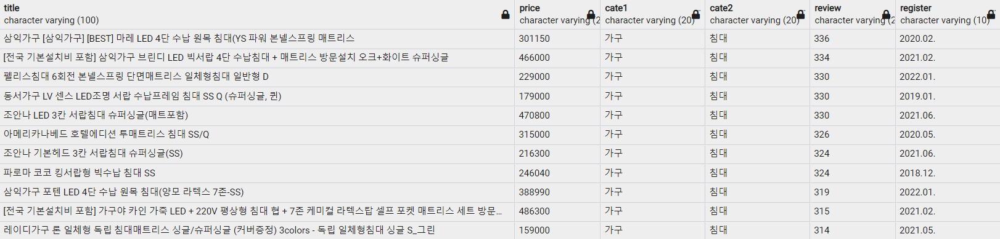 title price cate1 cate2 review register
character varying (100) character varying (2 character varying (20) character varying (20) character varying (2 character varying (10)
삼익가구 [삼익가구] [BEST] 마레 LED 4단 수납 원목 침대(YS 파워 본넬스프링 매트리스 301150 가구 침대 336 2020.02.
[전국 기본설치비 포함] 삼익가구 브린디 LED 빅서랍 4단 수납침대 + 매트리스 방문설치 오크+화이트 슈퍼싱글 466000 가구 침대 334 2021.02.
펠리스침대 6회전 본넬스프링 단면매트리스 일체형침대 일반형 D 229000 가구 침대 330 2022.01.
동서가구 LV 센스 LED조명 서랍 수납프레임 침대 SS Q (슈퍼싱글, 퀸) 179000 가구 침대 330 2019.01.
조안나 LED 3칸 서랍침대 슈퍼싱글(매트포함) 470800 가구 침대 330 2021.06.
아메리카나베드 호텔에디션 투매트리스 침대 SS/Q 315000 가구 침대 326 2020.05.
조안나 기본헤드 3칸 서랍침대 슈퍼싱글(SS) 216300 가구 침대 324 2021.06.
파로마 코코 킹서랍형 빅수납 침대 SS 246040 가구 침대 324 2018.12.
삼익가구 포텐 LED 4단 수납 원목 침대(양모 라텍스 7존-SS) 388990 가구 침대 319 2022.01.
[전국 기본설치비 포함] 가구야 카인 가죽 LED + 220V 평상형 침대 협 + 7존 케미컬 라텍스탑 셀프 포켓 매트리스 세트 방문... 486300 가구 침대 315 2021.02.
레이디가구 론 일체형 독립 침대매트리스 싱글/슈퍼싱글 (커버증정) 3colors - 독립 일체형침대 싱글 S_그린 159000 가구 침대 314 2021.05.